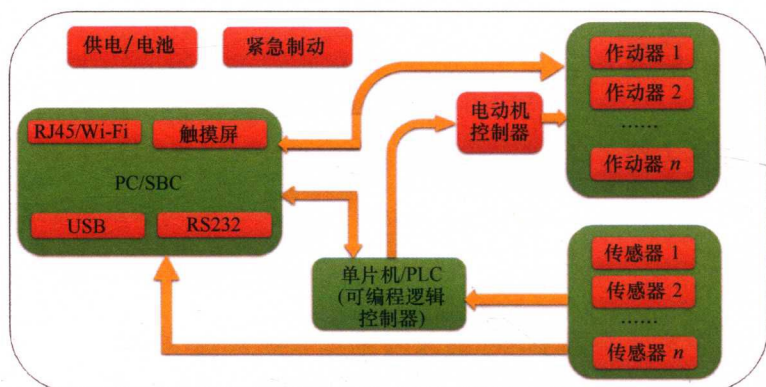 供电/电池
紧急制动
RJ45/Wi-Fi
触摸屏
PC/SBC
USB
RS232
电动机
控制器
单片机/PLC
(可编程逻辑
控制器)
作动器 1
作动器 2
……
作动器 n
传感器 1
传感器 2
……
传感器 n